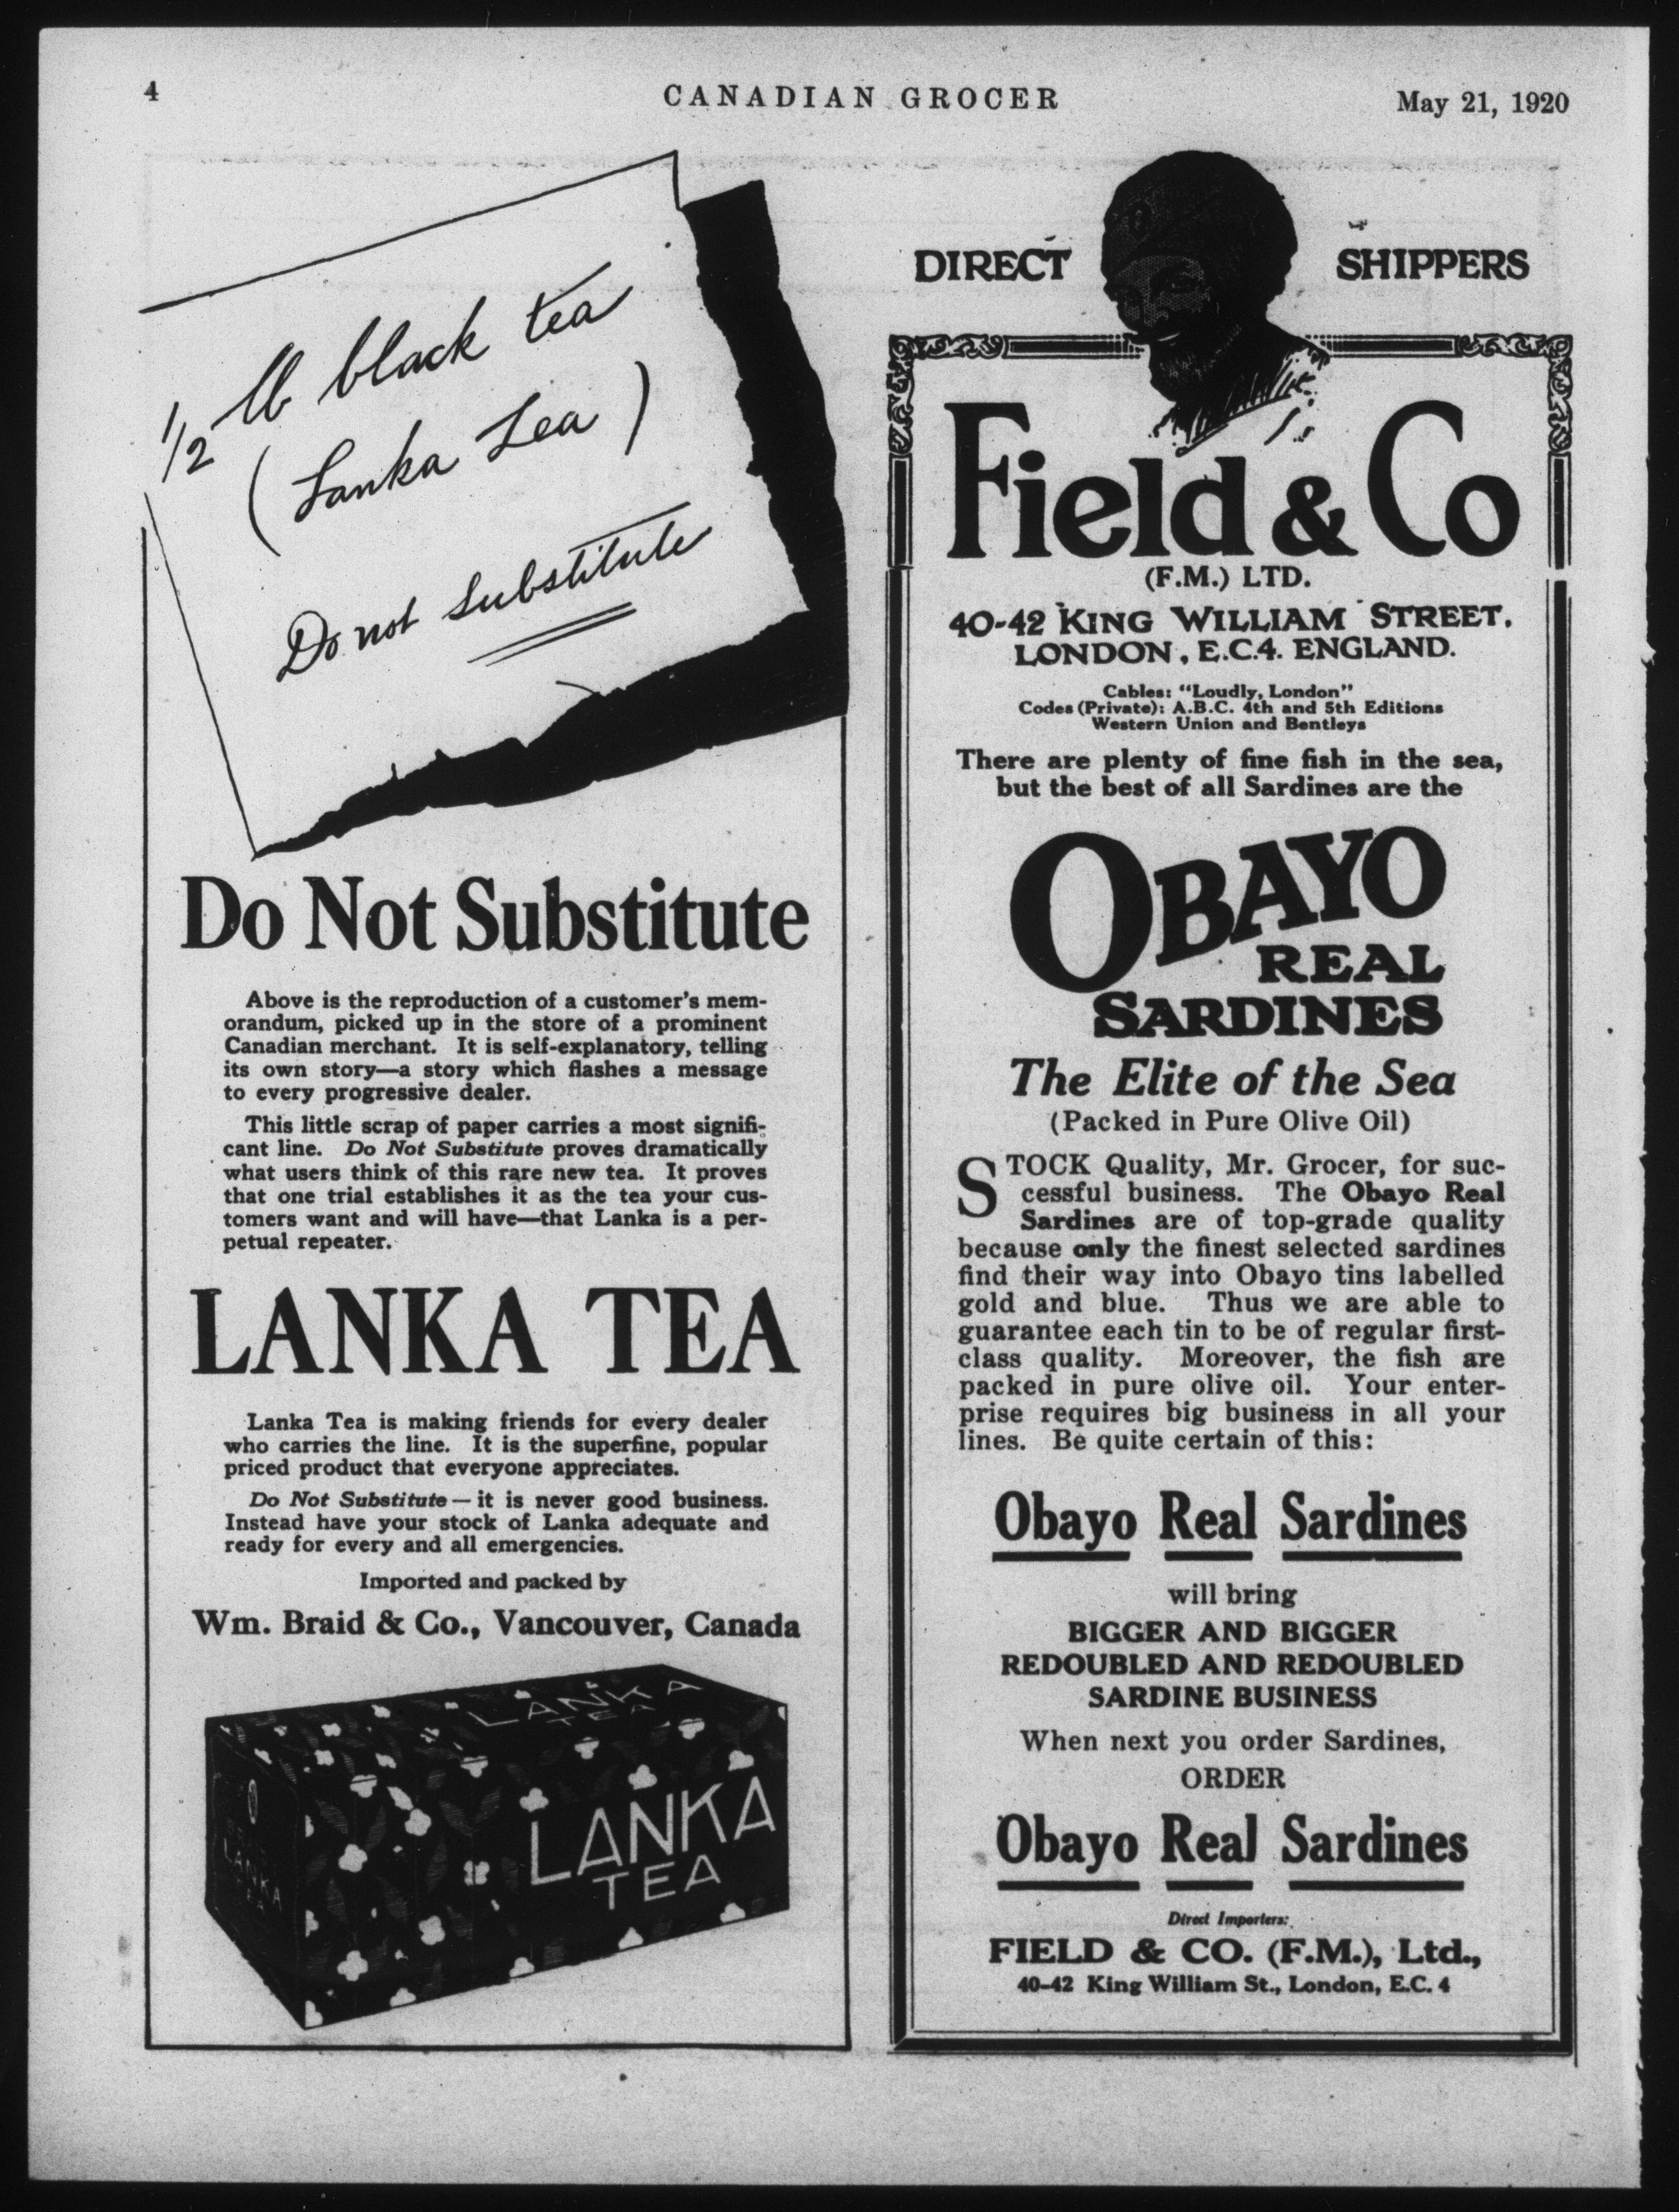 4
CANADIAN GROCER
May 21, 1920
½ lb black tea
(Lanka Tea)
Do not Substitute
Do Not Substitute
Above is the reproduction of a customer's mem-
orandum, picked up in the store of a prominent
Canadian merchant. It is self-explanatory, telling
its own story—a story which flashes a message
to every progressive dealer.
This little scrap of paper carries a most signifi-
cant line. Do Not Substitute proves dramatically
what users think of this rare new tea. It proves
that one trial establishes it as the tea your cus-
tomers want and will have—that Lanka is a per-
petual repeater.
LANKA TEA
Lanka Tea is making friends for every dealer
who carries the line. It is the superfine, popular
priced product that everyone appreciates.
Do Not Substitute—it is never good business.
Instead have your stock of Lanka adequate and
ready for every and all emergencies.
Imported and packed by
Wm. Braid & Co., Vancouver, Canada
LANKA
TEA
LANKA
TEA
LANKA
TEA
DIRECT SHIPPERS
Field & Co
(F.M.) LTD.
40-42 KING WILLIAM STREET.
LONDON, E.C.4. ENGLAND.
Cables: "Loudly, London"
Codes (Private): A.B.C. 4th and 5th Editions
Western Union and Bentleys
There are plenty of fine fish in the sea,
but the best of all Sardines are the
OBAYO
REAL
SARDINES
The Elite of the Sea
(Packed in Pure Olive Oil)
STOCK Quality, Mr. Grocer, for suc-
cessful business. The Obayo Real
Sardines are of top-grade quality
because only the finest selected sardines
find their way into Obayo tins labelled
gold and blue. Thus we are able to
guarantee each tin to be of regular first-
class quality. Moreover, the fish are
packed in pure olive oil. Your enter-
prise requires big business in all your
lines. Be quite certain of this:
Obayo Real Sardines
will bring
BIGGER AND BIGGER
REDOUBLED AND REDOUBLED
SARDINE BUSINESS
When next you order Sardines,
ORDER
Obayo Real Sardines
Direct Importers:
FIELD & CO. (F.M.), Ltd.,
40-42 King William St., London, E.C. 4